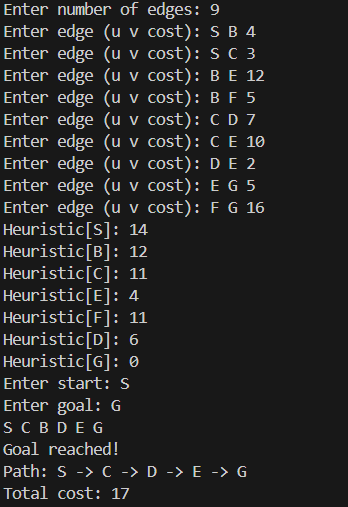 Enter number of edges: 9
Enter edge (u v cost): S B 4
Enter edge (u v cost): S C 3
Enter edge (u v cost): B E 12
Enter edge (u v cost): B F 5
Enter edge (u v cost): C D 7
Enter edge (u v cost): C E 10
Enter edge (u v cost): D E 2
Enter edge (u v cost): E G 5
Enter edge (u v cost): F G 16
Heuristic[S]: 14
Heuristic[B]: 12
Heuristic[C]: 11
Heuristic[E]: 4
Heuristic[F]: 11
Heuristic[D]: 6
Heuristic[G]: 0
Enter start: S
Enter goal: G
S C B D E G
Goal reached!
Path: S -> C -> D -> E -> G
Total cost: 17